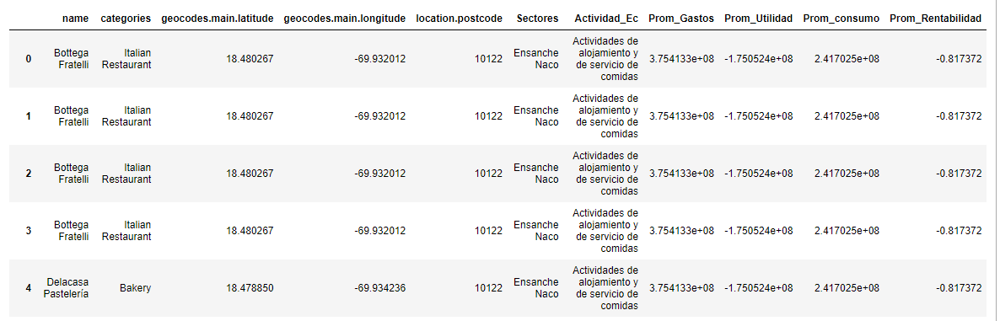 name categories geocodes.main.latitude geocodes.main.longitude location.postcode Sectores Actividad_Ec Prom_Gastos Prom_Utilidad Prom_consumo Prom_Rentabilidad
Actividades de
Bottega Italian Ensanche alojamiento y
0 18.480267 -69.932012 10122 3.754133e+08 -1.750524e+08 2.417025e+08 -0.817372
Fratelli Restaurant Naco de servicio de
comidas
Actividades de
Bottega Italian Ensanche alojamiento y
1 18.480267 -69.932012 10122 3.754133e+08 -1.750524e+08 2.417025e+08 -0.817372
Fratelli Restaurant Naco de servicio de
comidas
Actividades de
Bottega Italian Ensanche alojamiento y
2 18.480267 -69.932012 10122 3.754133e+08 -1.750524e+08 2.417025e+08 -0.817372
Fratelli Restaurant Naco de servicio de
comidas
Actividades de
Bottega Italian Ensanche alojamiento y
3 18.480267 -69.932012 10122 3.754133e+08 -1.750524e+08 2.417025e+08 -0.817372
Fratelli Restaurant Naco de servicio de
comidas
Actividades de
Delacasa Ensanche alojamiento y
4 Bakery 18.478850 -69.934236 10122 3.754133e+08 -1.750524e+08 2.417025e+08 -0.817372
Pastelería Naco de servicio de
comidas